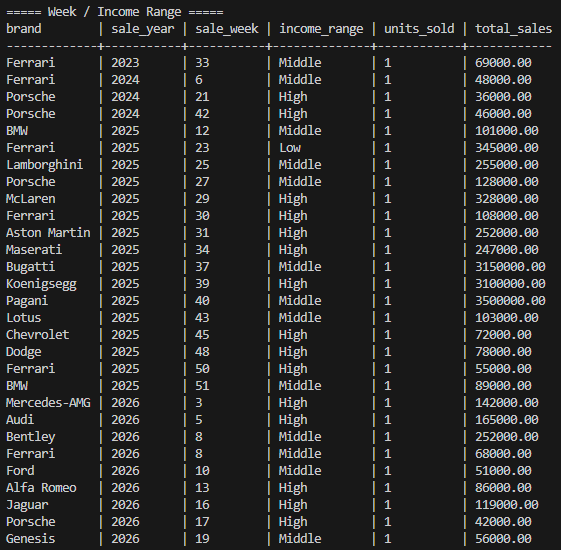 ===== Week / Income Range =====
brand        | sale_year | sale_week | income_range | units_sold | total_sales
-------------+-----------+-----------+--------------+------------+------------
Ferrari      | 2023      | 33        | Middle       | 1          | 69000.00
Ferrari      | 2024      | 6         | Middle       | 1          | 48000.00
Porsche      | 2024      | 21        | High         | 1          | 36000.00
Porsche      | 2024      | 42        | High         | 1          | 46000.00
BMW          | 2025      | 12        | Middle       | 1          | 101000.00
Ferrari      | 2025      | 23        | Low          | 1          | 345000.00
Lamborghini  | 2025      | 25        | Middle       | 1          | 255000.00
Porsche      | 2025      | 27        | Middle       | 1          | 128000.00
McLaren      | 2025      | 29        | High         | 1          | 328000.00
Ferrari      | 2025      | 30        | High         | 1          | 108000.00
Aston Martin | 2025      | 31        | High         | 1          | 252000.00
Maserati     | 2025      | 34        | High         | 1          | 247000.00
Bugatti      | 2025      | 37        | Middle       | 1          | 3150000.00
Koenigsegg   | 2025      | 39        | High         | 1          | 3100000.00
Pagani       | 2025      | 40        | Middle       | 1          | 3500000.00
Lotus        | 2025      | 43        | Middle       | 1          | 103000.00
Chevrolet    | 2025      | 45        | High         | 1          | 72000.00
Dodge        | 2025      | 48        | High         | 1          | 78000.00
Ferrari      | 2025      | 50        | High         | 1          | 55000.00
BMW          | 2025      | 51        | Middle       | 1          | 89000.00
Mercedes-AMG | 2026      | 3         | High         | 1          | 142000.00
Audi         | 2026      | 5         | High         | 1          | 165000.00
Bentley      | 2026      | 8         | Middle       | 1          | 252000.00
Ferrari      | 2026      | 8         | Middle       | 1          | 68000.00
Ford         | 2026      | 10        | Middle       | 1          | 51000.00
Alfa Romeo   | 2026      | 13        | High         | 1          | 86000.00
Jaguar       | 2026      | 16        | High         | 1          | 119000.00
Porsche      | 2026      | 17        | High         | 1          | 42000.00
Genesis      | 2026      | 19        | Middle       | 1          | 56000.00